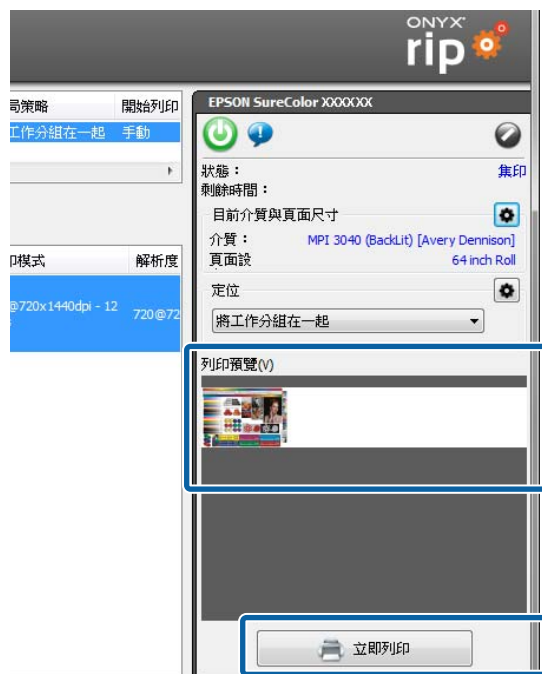 ONYX
rip
局策略 開始列印
工作分組在一起 手動
印模式 解析度
@720x1440dpi - 12 720@72
EPSON SureColor XXXXXX
狀態： 集印
剩餘時間：
目前介質與頁面尺寸
介質： MPI 3040 (BackLit) [Avery Dennison]
頁面設 64 inch Roll
定位
將工作分組在一起
列印預覽(V)
立即列印